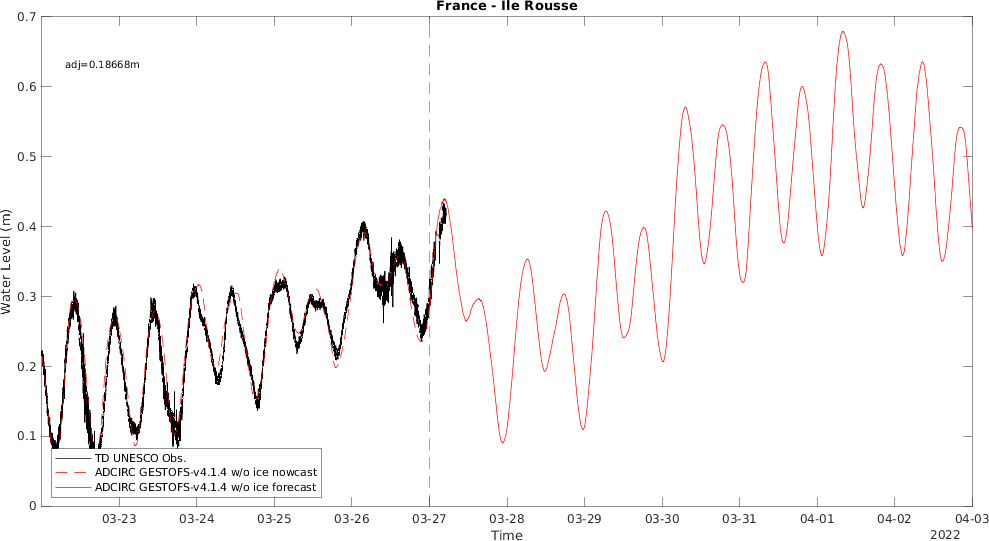 France - Ile Rousse
adj=0.18668m
Water Level (m)
0.7
0.6
0.5
0.4
0.3
0.2
0.1
0
TD UNESCO Obs.
ADCIRC GESTOFS-v4.1.4 w/o ice nowcast
ADCIRC GESTOFS-v4.1.4 w/o ice forecast
03-23 03-24 03-25 03-26 03-27 03-28 03-29 03-30 03-31 04-01 04-02 04-03
Time
2022